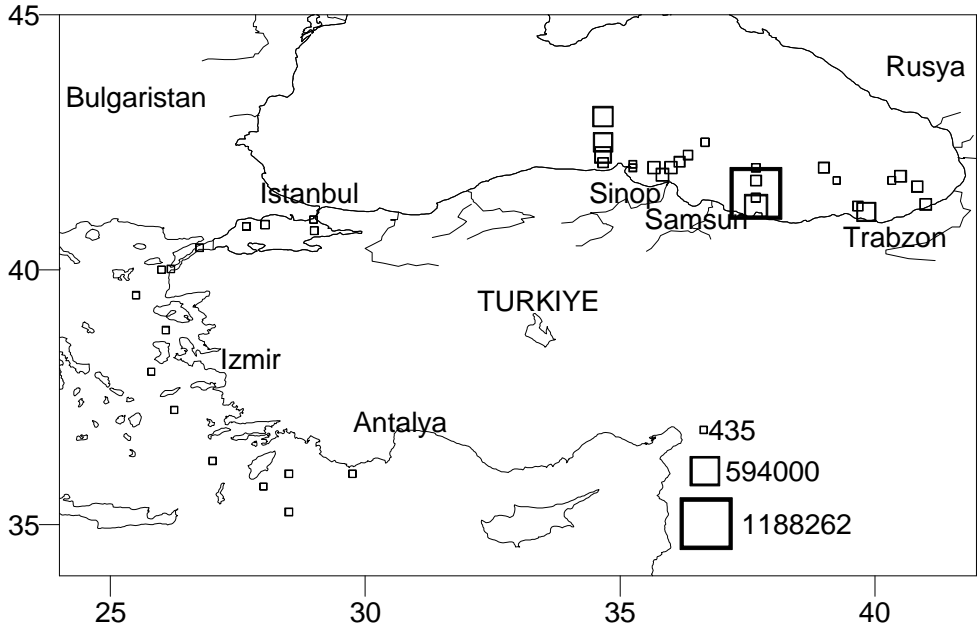 45
Rusya
Bulgaristan
Istanbul
Sinop
Samsun
Trabzon
40
TURKIYE
Izmir
Antalya
435
594000
35
1188262
25 30 35 40